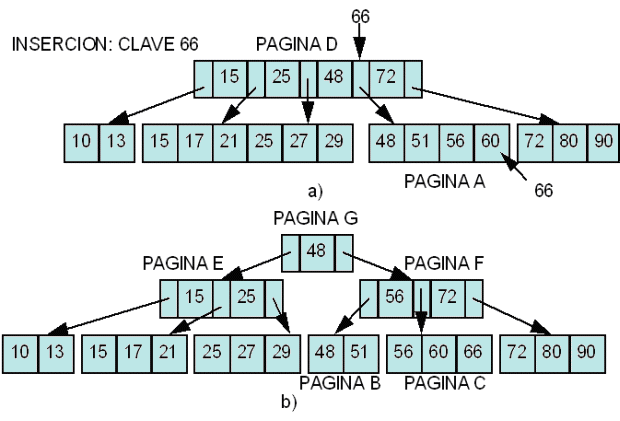 66
INSERCION: CLAVE 66 PAGINA D
15 25 48 72
10 13 15 17 21 25 27 29 48 51 56 60 72 80 90
PAGINA A 66
a)
PAGINA G
48
PAGINA E PAGINA F
15 25 56 72
10 13 15 17 21 25 27 29 48 51 56 60 66 72 80 90
PAGINA B PAGINA C
b)